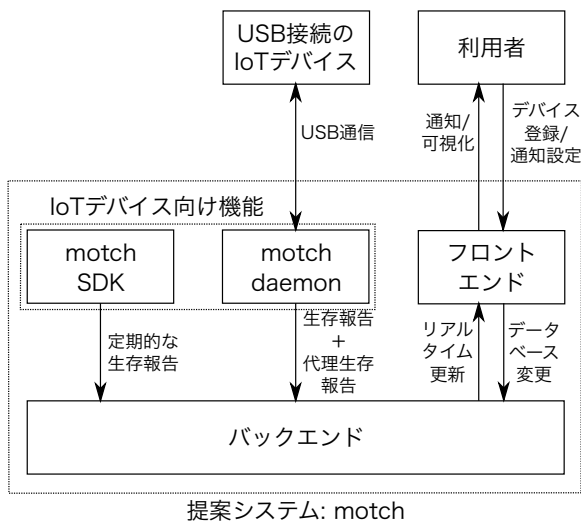 USB接続の
IoTデバイス
利用者
USB通信
通知/
可視化
デバイス
登録/
通知設定
IoTデバイス向け機能
motch
SDK
motch
daemon
フロント
エンド
定期的な
生存報告
生存報告
+
代理生存
報告
リアル
タイム
更新
データ
ベース
変更
バックエンド
提案システム: motch